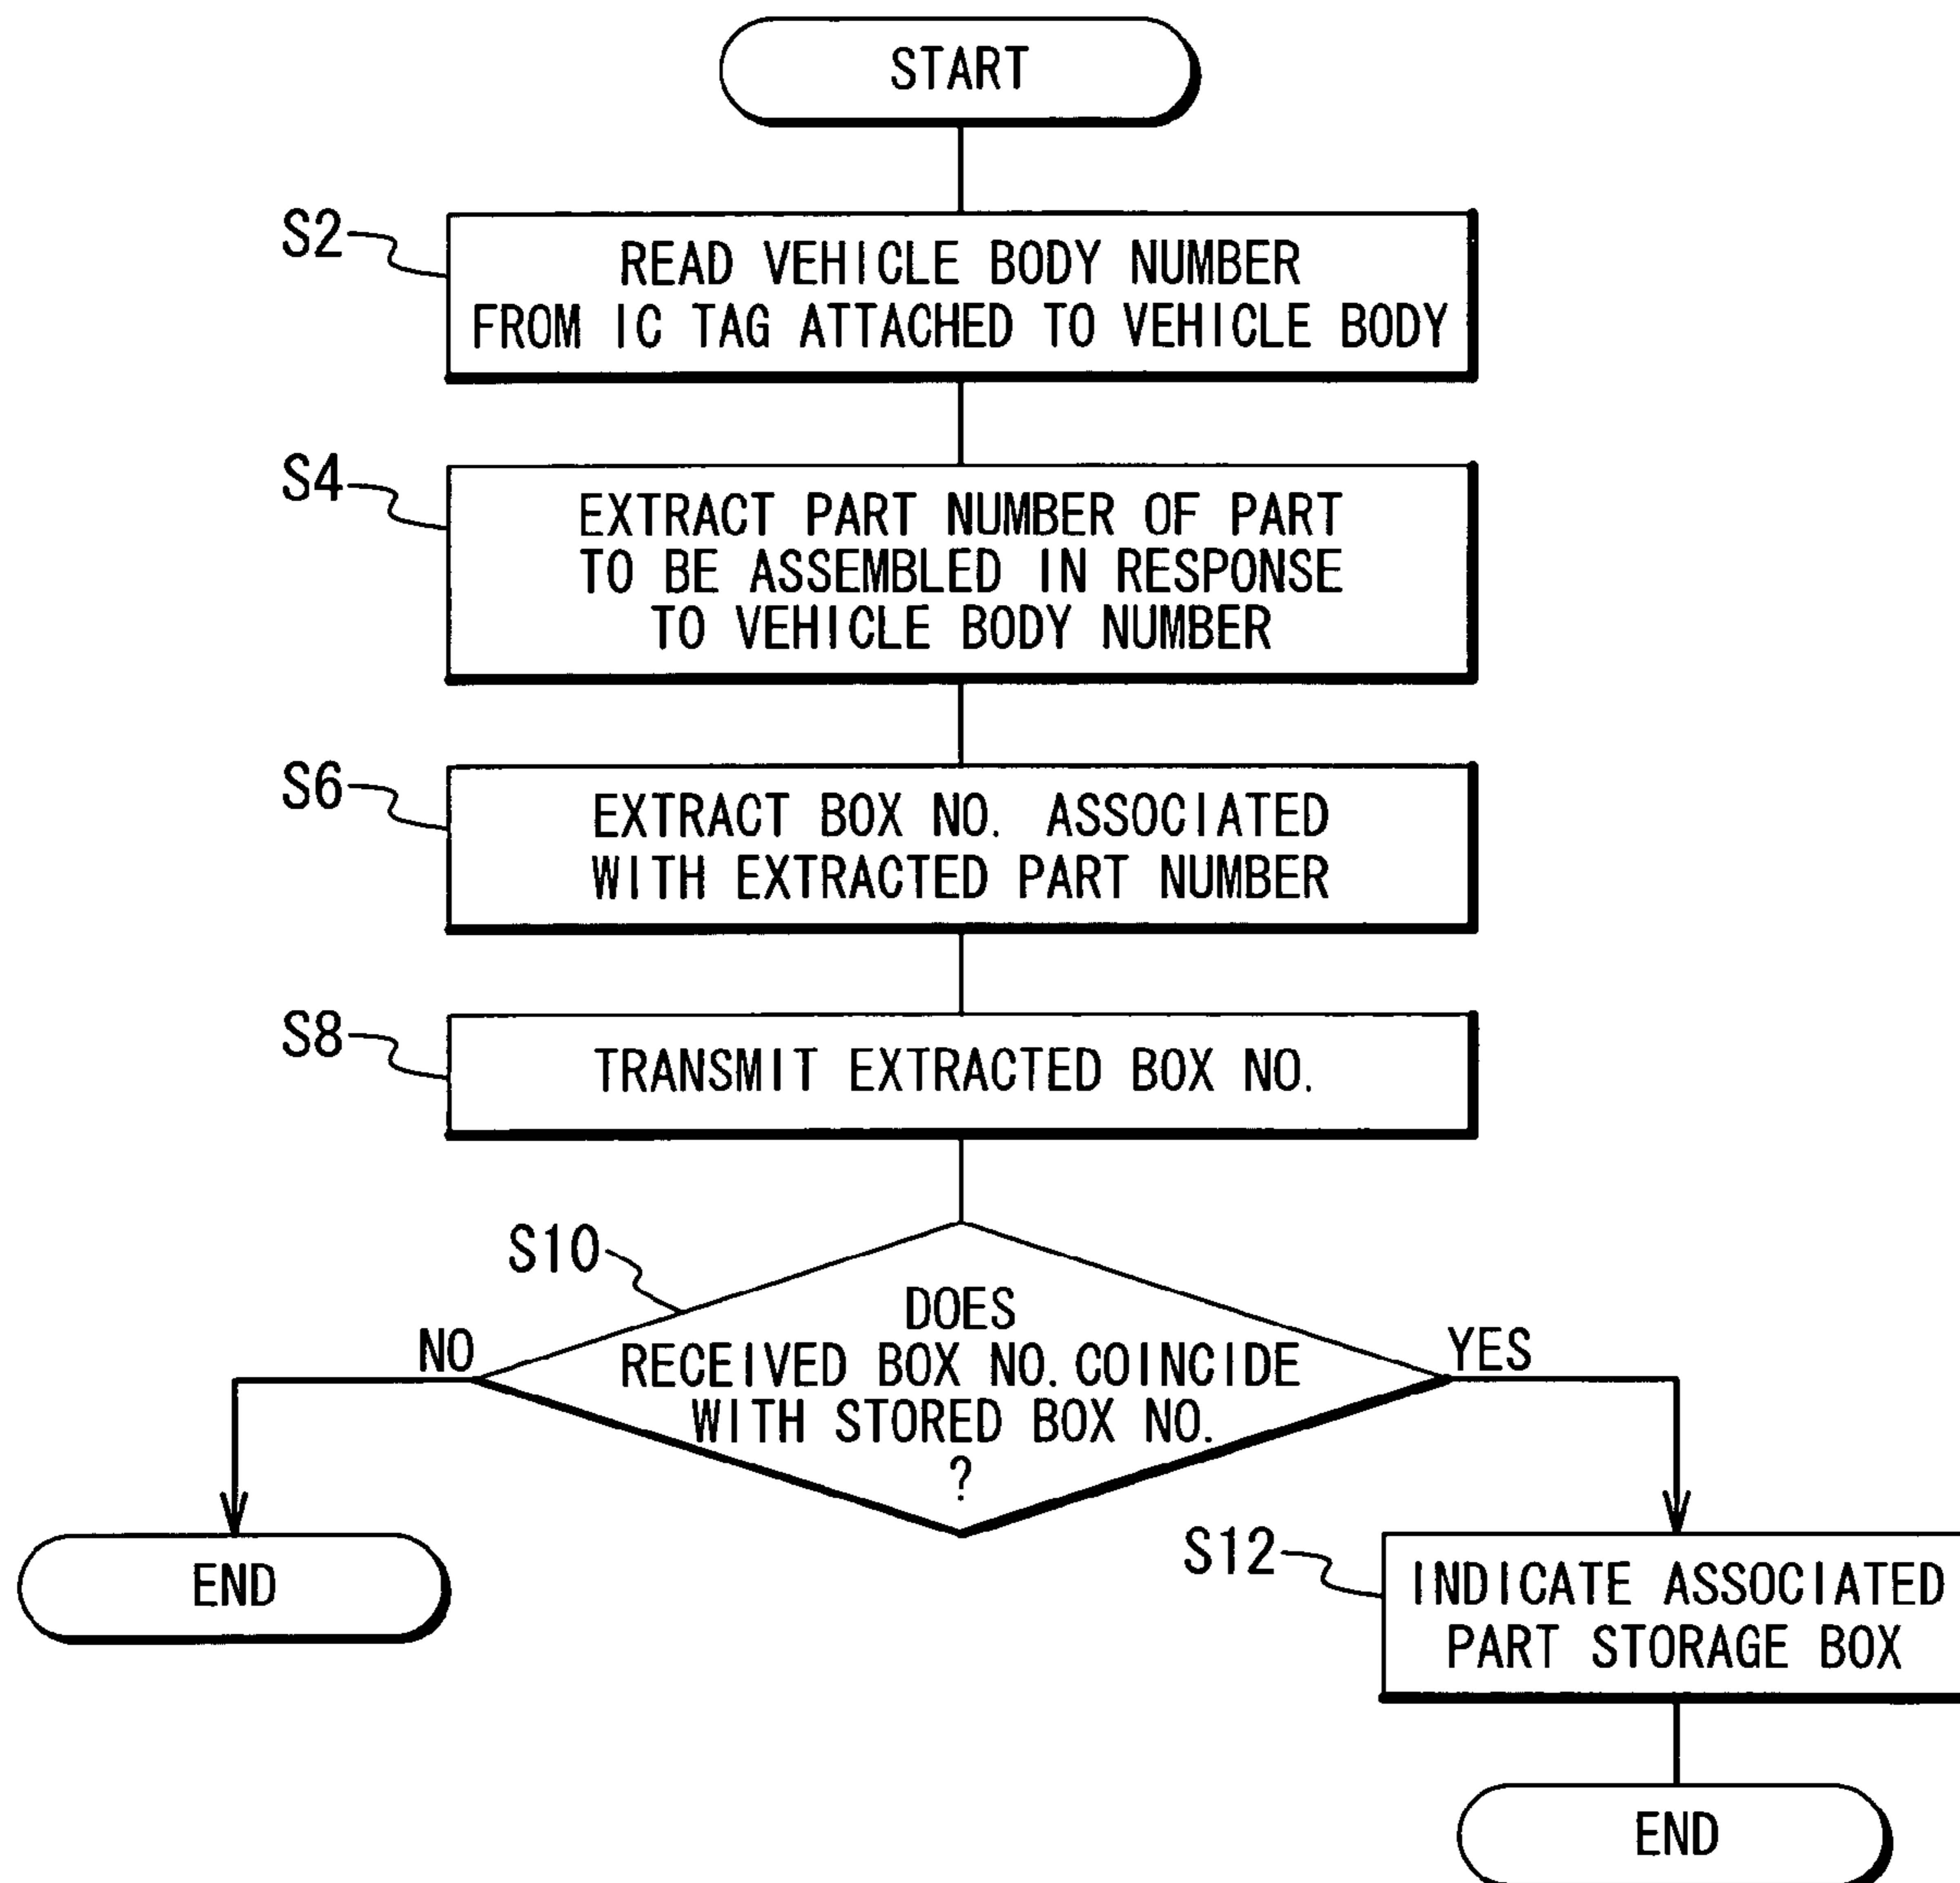 START
S2
READ VEHICLE BODY NUMBER
FROM IC TAG ATTACHED TO VEHICLE BODY
S4
EXTRACT PART NUMBER OF PART
TO BE ASSEMBLED IN RESPONSE
TO VEHICLE BODY NUMBER
S6
EXTRACT BOX NO. ASSOCIATED
WITH EXTRACTED PART NUMBER
S8
TRANSMIT EXTRACTED BOX NO.
S10
DOES
RECEIVED BOX NO. COINCIDE
WITH STORED BOX NO.
?
NO
YES
END
S12
INDICATE ASSOCIATED
PART STORAGE BOX
END